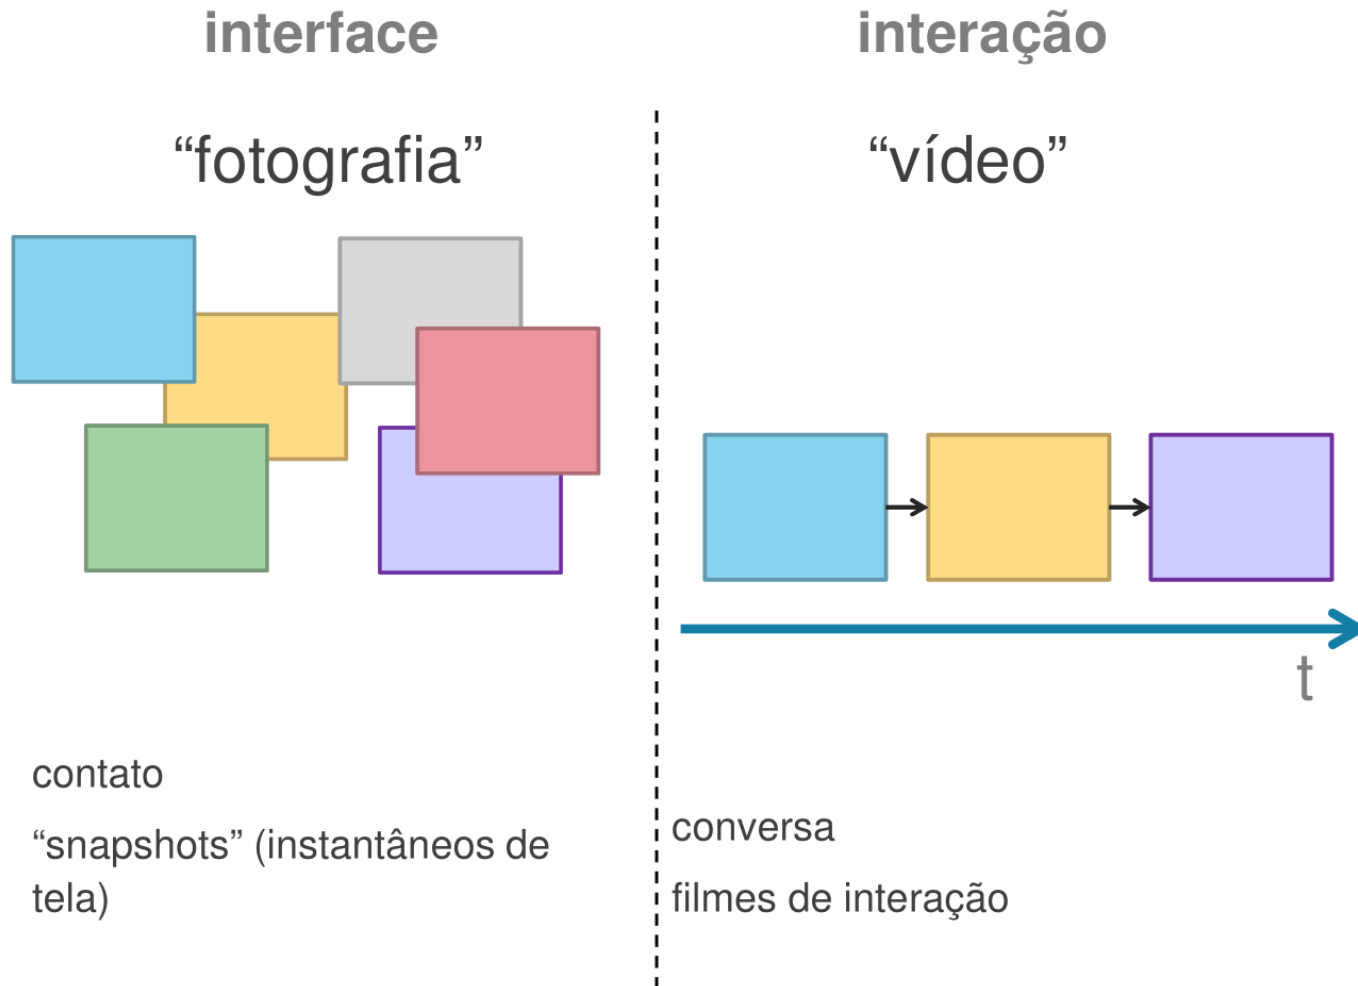 interface
“fotografia”
contato
“snapshots” (instantâneos de
tela)
interação
“vídeo”
t
conversa
filmes de interação